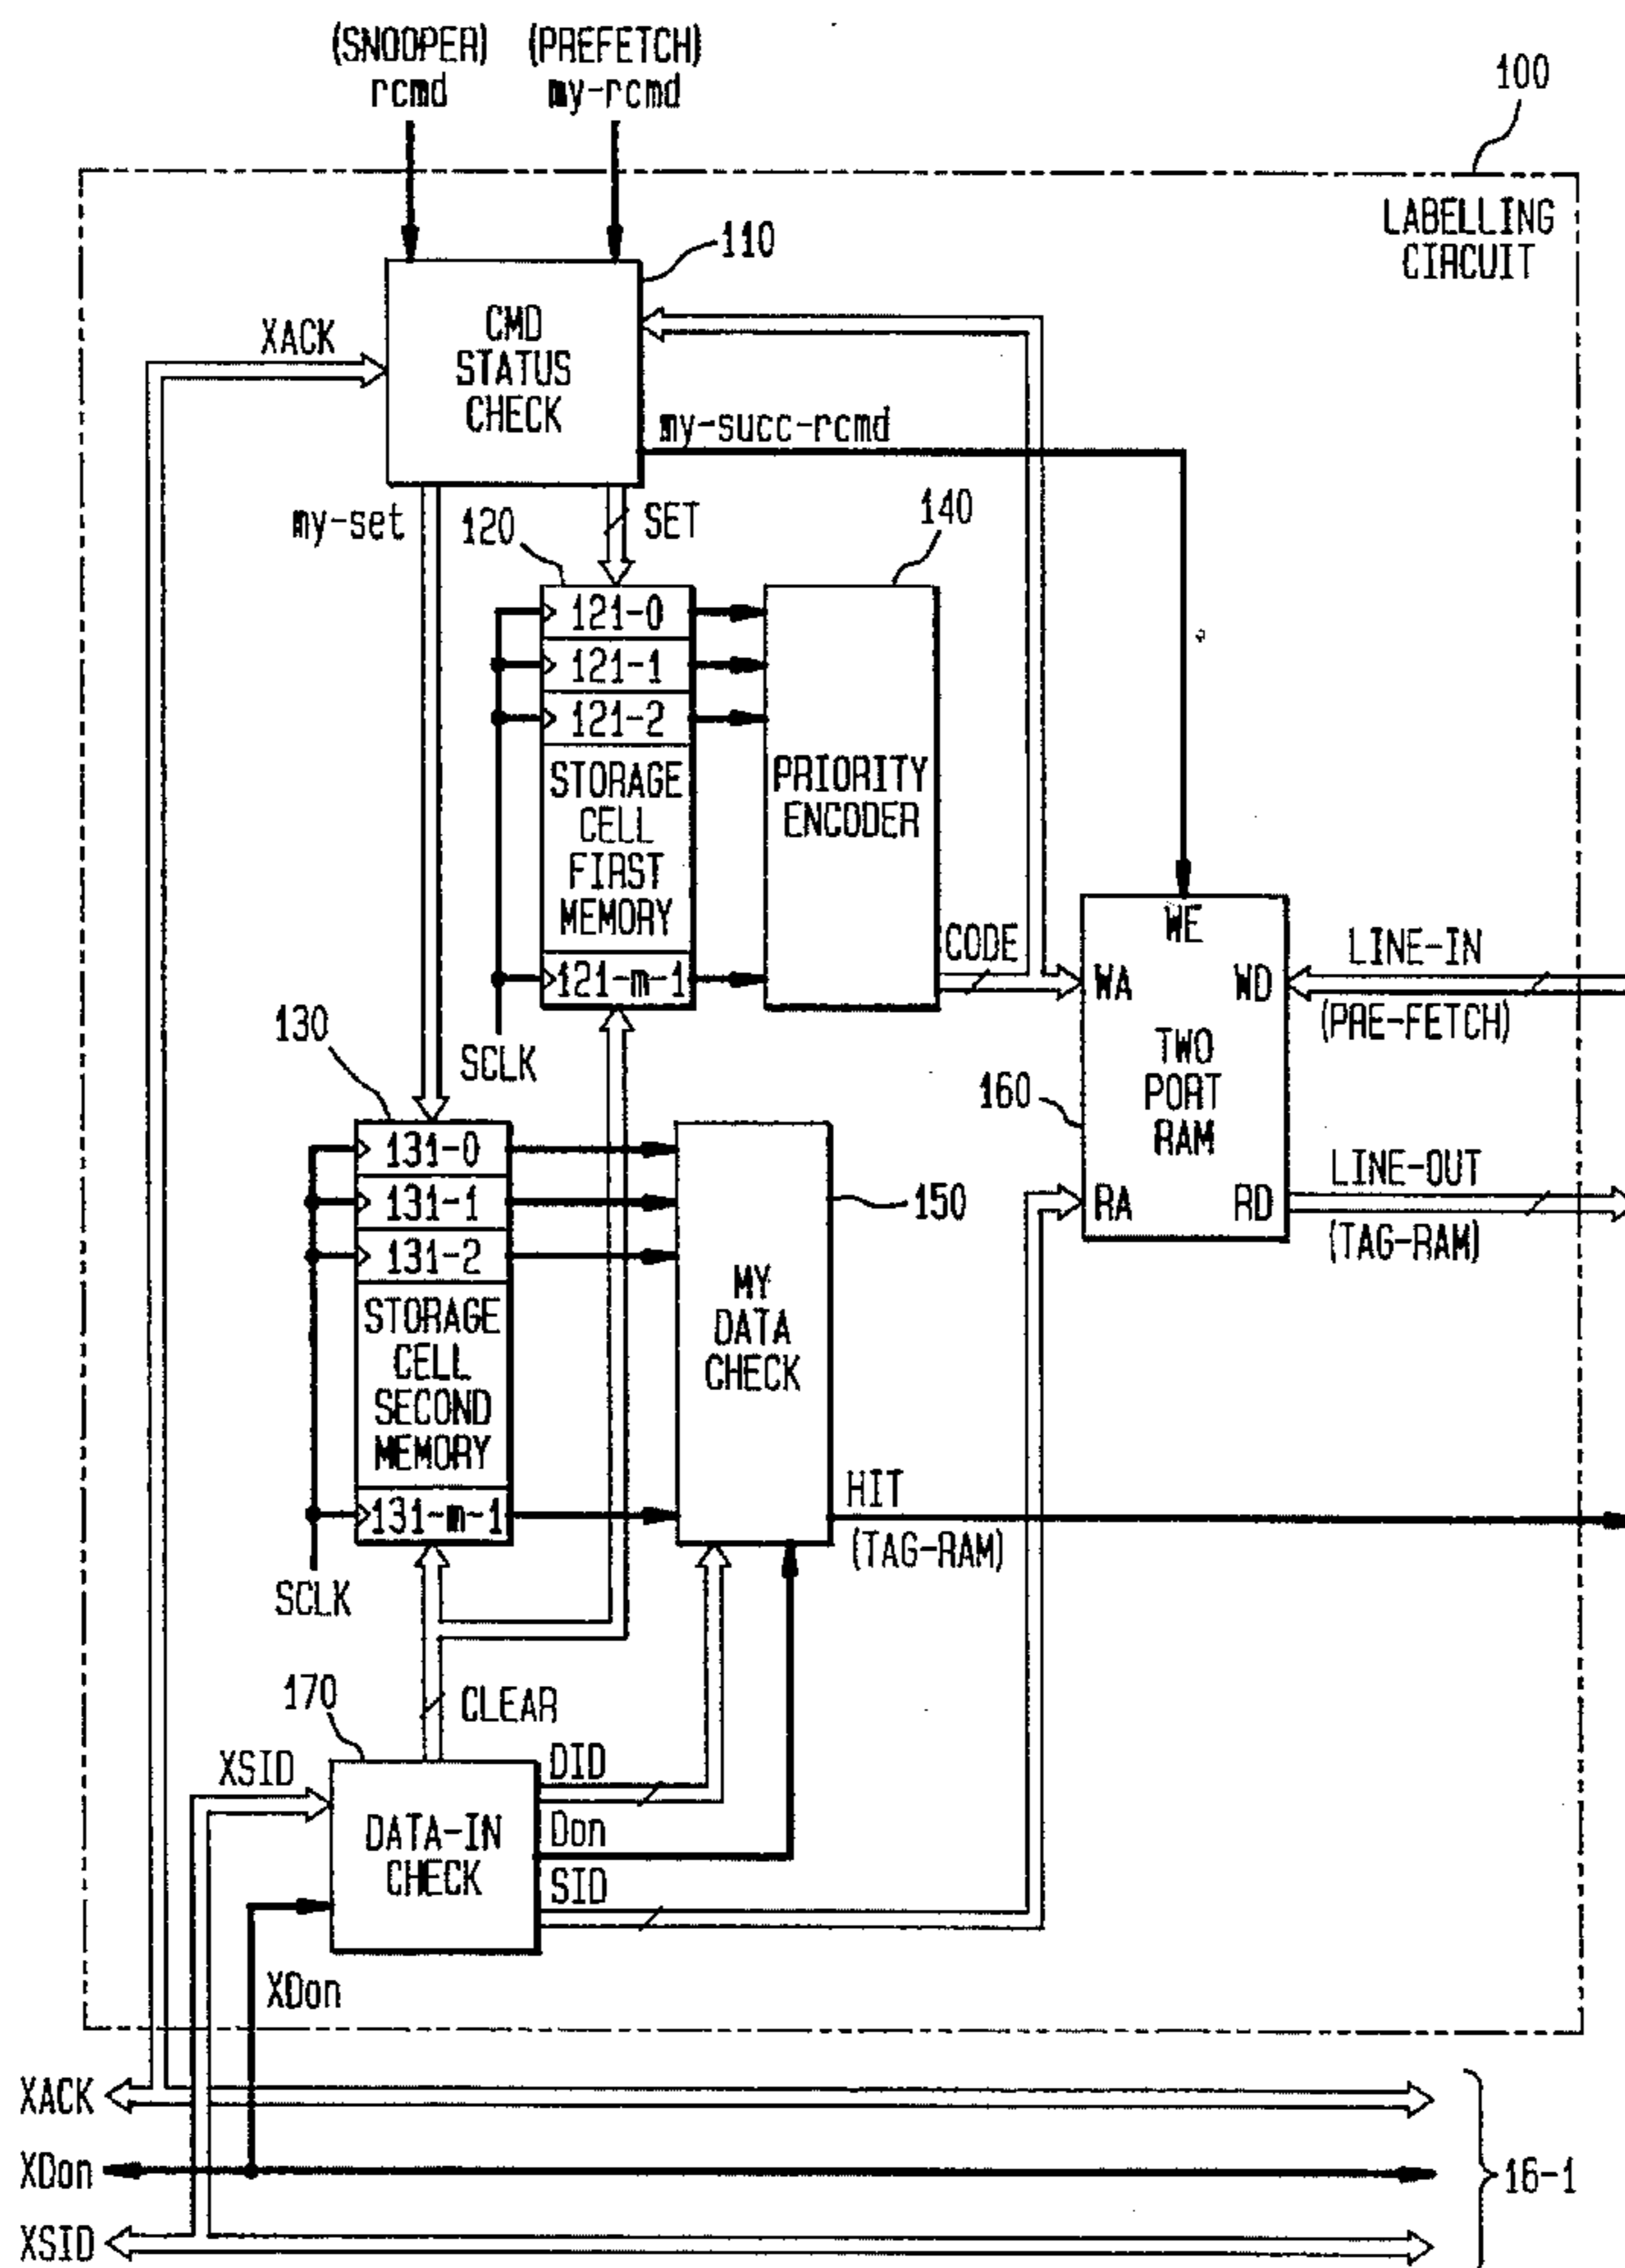 (SNOOPER)
rcmd
(PREFETCH)
my-rcmd
100
LABELLING
CIRCUIT
110
XACK
CMD
STATUS
CHECK
my-succ-rcmd
my-set
120
SET
140
121-0
121-1
121-2
STORAGE
CELL
FIRST
MEMORY
121-m-1
PRIORITY
ENCODER
CODE
WE
WA
WD
LINE-IN
(PRE-FETCH)
130
SCLK
160
TWO
PORT
RAM
131-0
131-1
131-2
STORAGE
CELL
SECOND
MEMORY
131-m-1
150
RA
RD
LINE-OUT
(TAG-RAM)
MY
DATA
CHECK
HIT
(TAG-RAM)
SCLK
170
CLEAR
XSID
DID
DATA-IN
CHECK
Don
SID
XDon
XACK
XDon
16-1
XSID